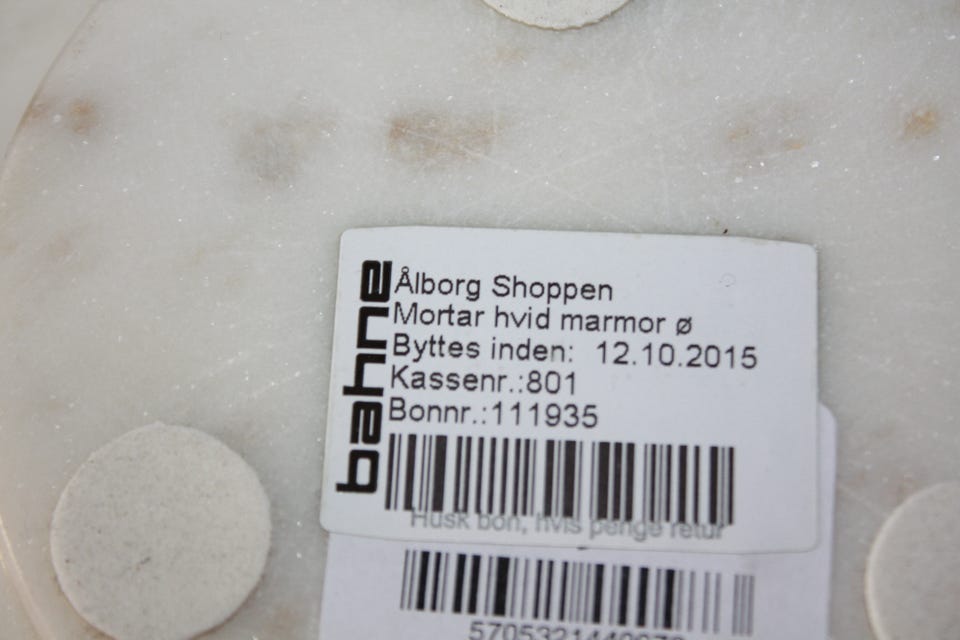 bahne
Ålborg Shoppen
Mortar hvid marmor ø
Byttes inden: 12.10.2015
Kassenr.:801
Bonnr.:111935
Husk bon, hvis penge retur